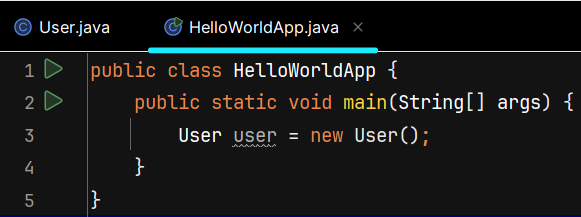 User.java HelloWorldApp.java
1 public class HelloWorldApp {
2 public static void main(String[] args) {
3 User user = new User();
4 }
5 }